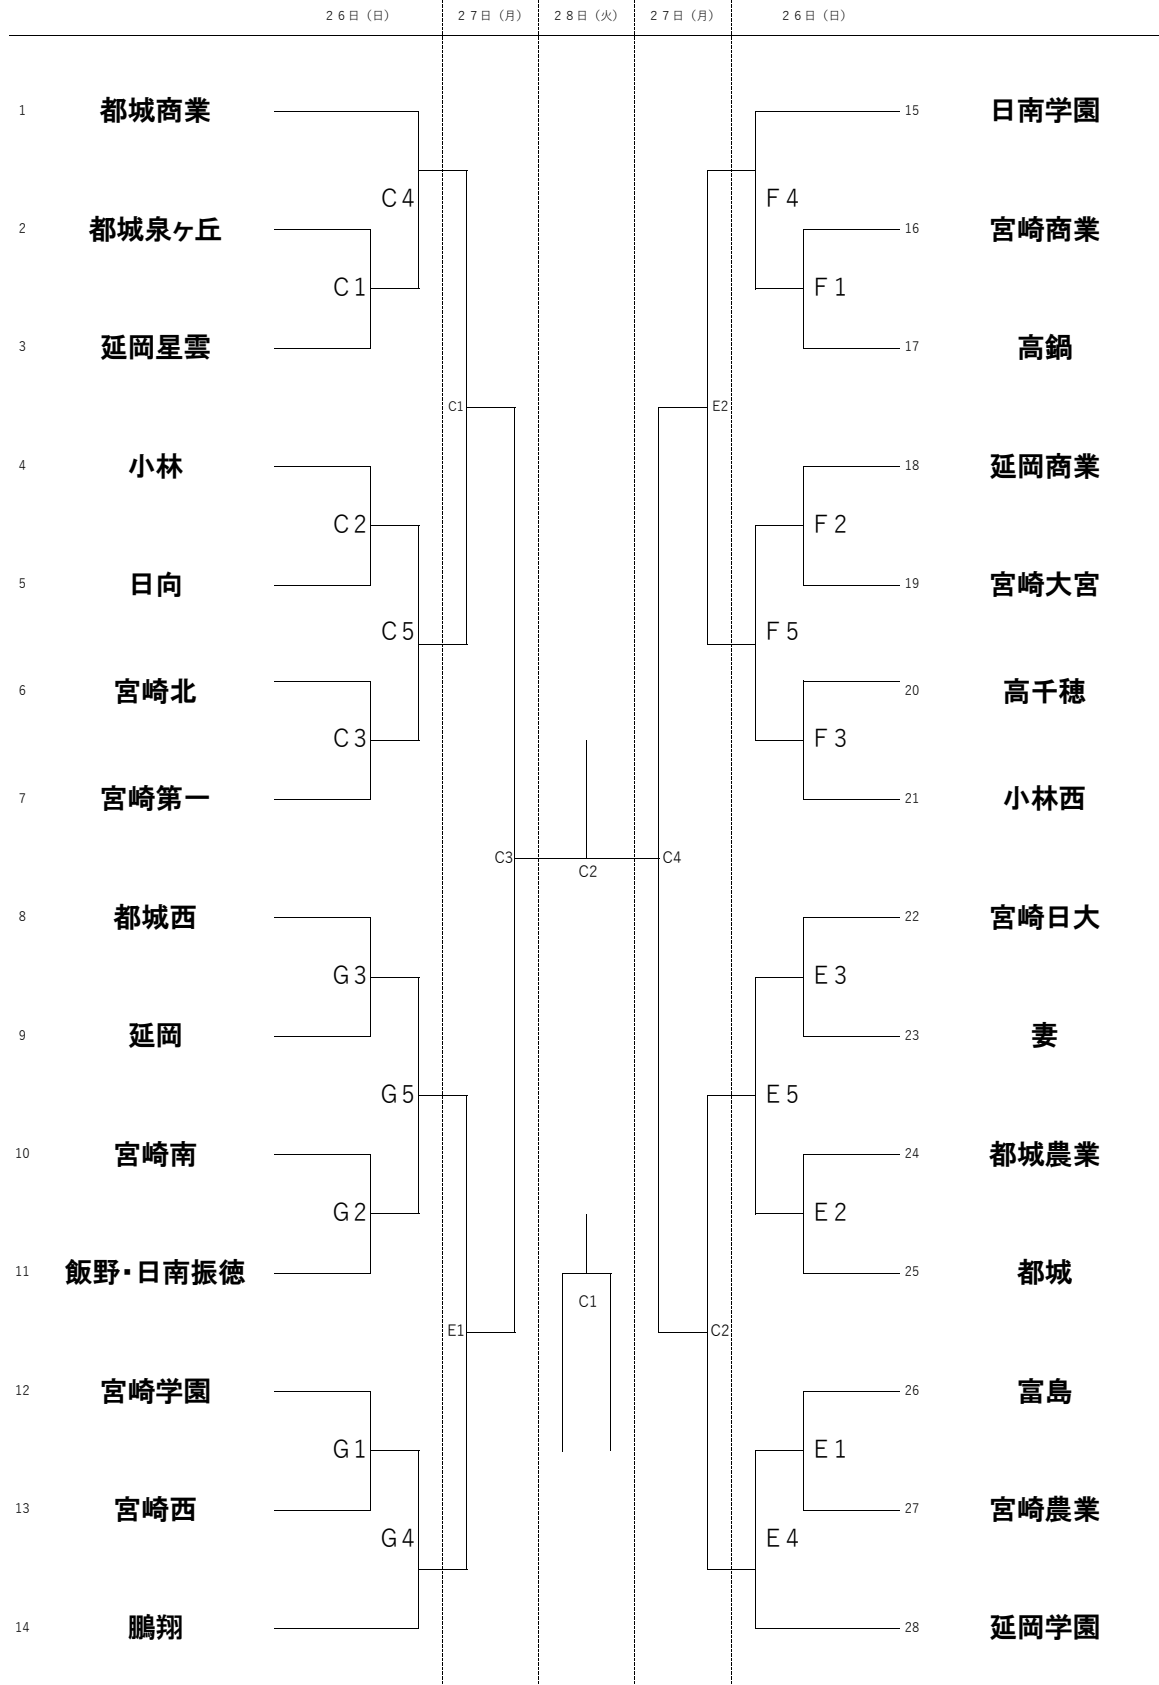 ２６日（日）　２７日（月）　２８日（火）　２７日（月）　２６日（日）
1 都城商業
C4
2 都城泉ヶ丘
C1
3 延岡星雲
C1
4 小林
C2
5 日向
C5
6 宮崎北
C3
7 宮崎第一
C3
8 都城西
G3
9 延岡
G5
10 宮崎南
G2
11 飯野・日南振徳
E1
12 宮崎学園
G1
13 宮崎西
G4
14 鵬翔
C2
C1
15 日南学園
F4
16 宮崎商業
F1
17 高鍋
E2
18 延岡商業
F2
19 宮崎大宮
F5
20 高千穂
F3
21 小林西
C4
22 宮崎日大
E3
23 妻
E5
24 都城農業
E2
25 都城
C2
26 富島
E1
27 宮崎農業
E4
28 延岡学園